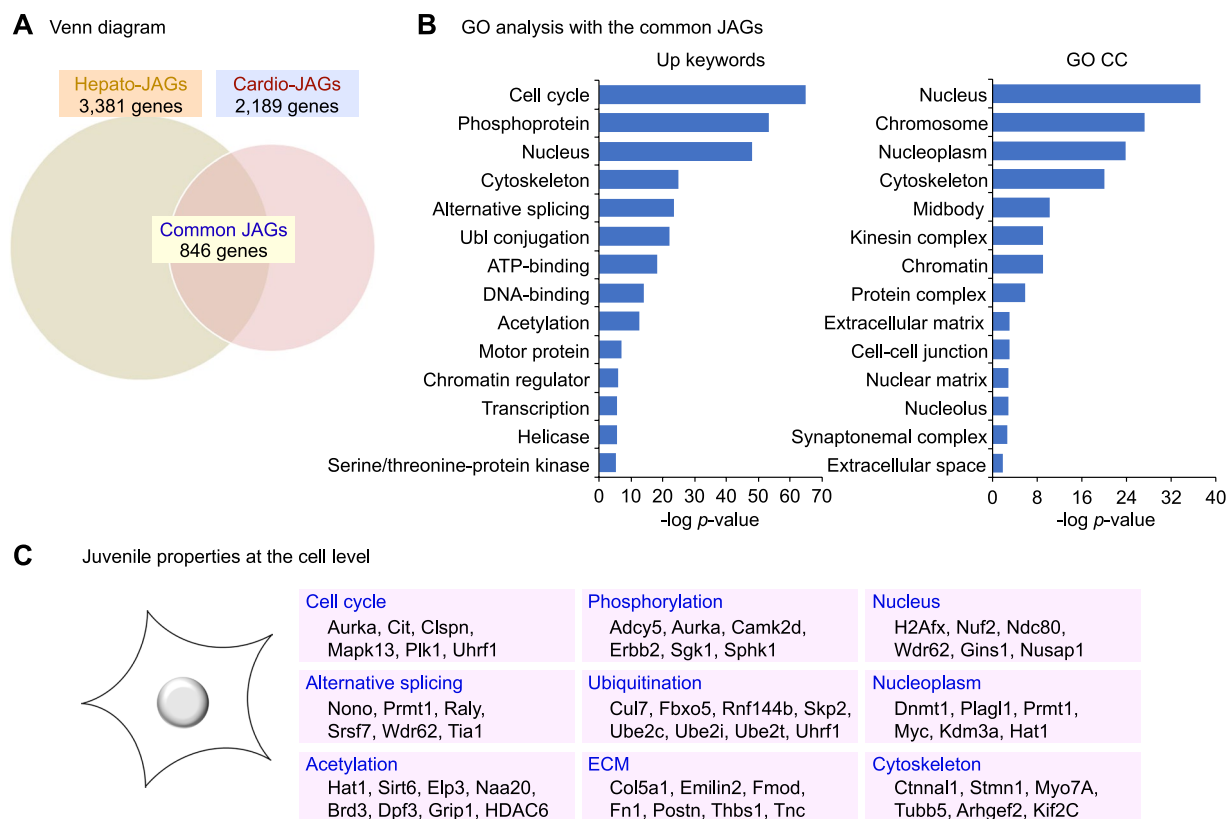 A Venn diagram
Hepato-JAGs
3,381 genes
Cardio-JAGs
2,189 genes
Common JAGs
846 genes
B GO analysis with the common JAGs
Up keywords
Cell cycle
Phosphoprotein
Nucleus
Cytoskeleton
Alternative splicing
Ubl conjugation
ATP-binding
DNA-binding
Acetylation
Motor protein
Chromatin regulator
Transcription
Helicase
Serine/threonine-protein kinase
0 10 20 30 40 50 60 70
-log p-value
GO CC
Nucleus
Chromosome
Nucleoplasm
Cytoskeleton
Midbody
Kinesin complex
Chromatin
Protein complex
Extracellular matrix
Cell-cell junction
Nuclear matrix
Nucleolus
Synaptonemal complex
Extracellular space
0 8 16 24 32 40
-log p-value
C Juvenile properties at the cell level
Cell cycle
Aurka, Cit, Clspn,
Mapk13, Plk1, Uhrf1
Phosphorylation
Adcy5, Aurka, Camk2d,
Erbb2, Sgk1, Sphk1
Nucleus
H2Afx, Nuf2, Ndc80,
Wdr62, Gins1, Nusap1
Alternative splicing
Nono, Prmt1, Raly,
Srsf7, Wdr62, Tia1
Ubiquitination
Cul7, Fbxo5, Rnf144b, Skp2,
Ube2c, Ube2i, Ube2t, Uhrf1
Nucleoplasm
Dnmt1, Plagl1, Prmt1,
Myc, Kdm3a, Hat1
Acetylation
Hat1, Sirt6, Elp3, Naa20,
Brd3, Dpf3, Grip1, HDAC6
ECM
Col5a1, Emilin2, Fmod,
Fn1, Postn, Thbs1, Tnc
Cytoskeleton
Ctnnal1, Stmn1, Myo7A,
Tubb5, Arhgef2, Kif2C